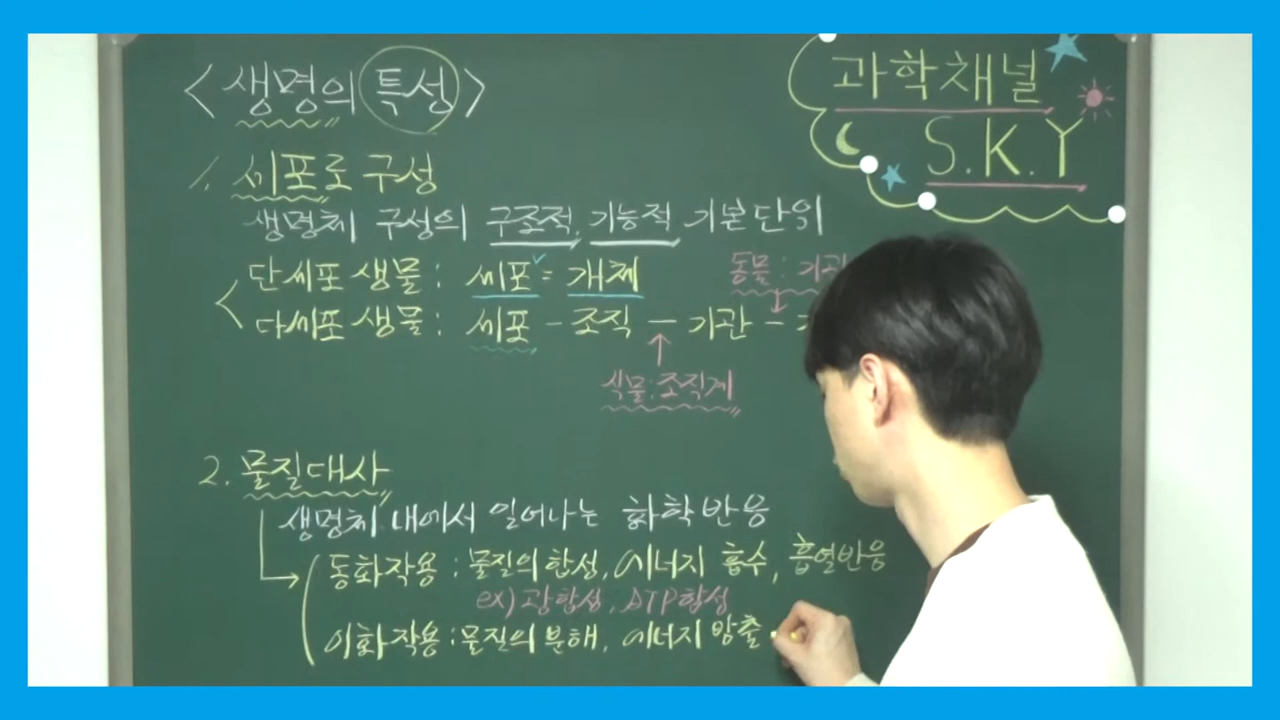 <생명의 특성>
과학채널
S.K.Y
1. 세포로 구성
생명체 구성의 구조적, 기능적 기본단위
단세포 생물 : 세포 = 개체
동물 : 기관
다세포 생물 : 세포 - 조직 - 기관 -
식물 : 조직계
2. 물질대사
생명체 내에서 일어나는 화학반응
동화작용 : 물질의 합성, 에너지 흡수, 흡열반응
ex) 광합성, ATP합성
이화작용 : 물질의 분해, 에너지 방출